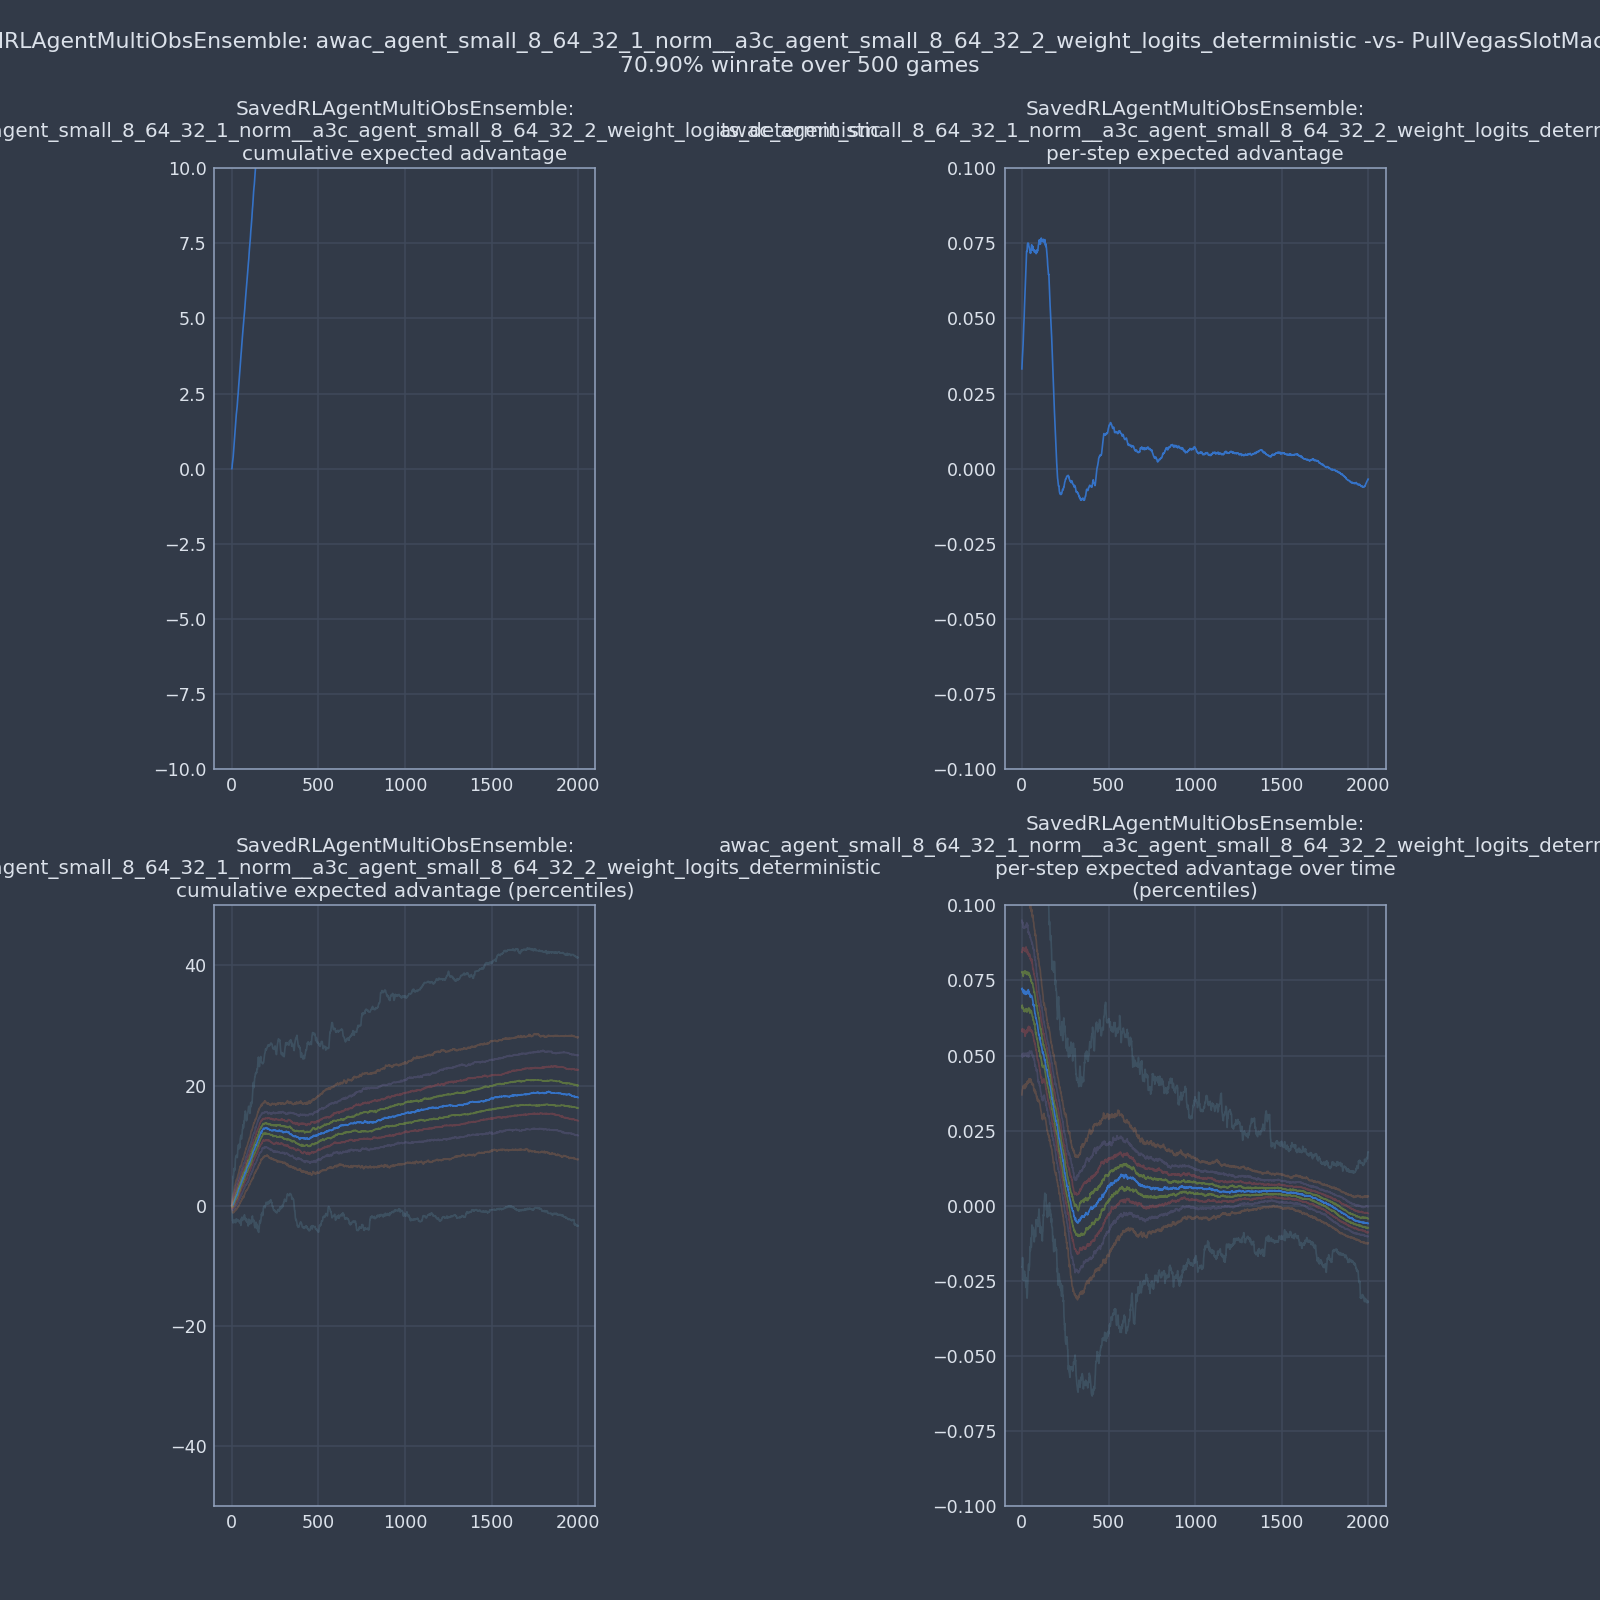 RLAgentMultiObsEnsemble: awac_agent_small_8_64_32_1_norm__a3c_agent_small_8_64_32_2_weight_logits_deterministic -vs- PullVegasSlotMac
70.90% winrate over 500 games
SavedRLAgentMultiObsEnsemble:
agent_small_8_64_32_1_norm__a3c_agent_small_8_64_32_2_weight_logits_deterministic
cumulative expected advantage
10.0
7.5
5.0
2.5
0.0
−2.5
−5.0
−7.5
−10.0
0 500 1000 1500 2000
SavedRLAgentMultiObsEnsemble:
awac_agent_small_8_64_32_1_norm__a3c_agent_small_8_64_32_2_weight_logits_deterr
per-step expected advantage
0.100
0.075
0.050
0.025
0.000
−0.025
−0.050
−0.075
−0.100
0 500 1000 1500 2000
SavedRLAgentMultiObsEnsemble:
agent_small_8_64_32_1_norm__a3c_agent_small_8_64_32_2_weight_logits_deterministic
cumulative expected advantage (percentiles)
40
20
0
−20
−40
0 500 1000 1500 2000
SavedRLAgentMultiObsEnsemble:
awac_agent_small_8_64_32_1_norm__a3c_agent_small_8_64_32_2_weight_logits_deterr
per-step expected advantage over time
(percentiles)
0.100
0.075
0.050
0.025
0.000
−0.025
−0.050
−0.075
−0.100
0 500 1000 1500 2000